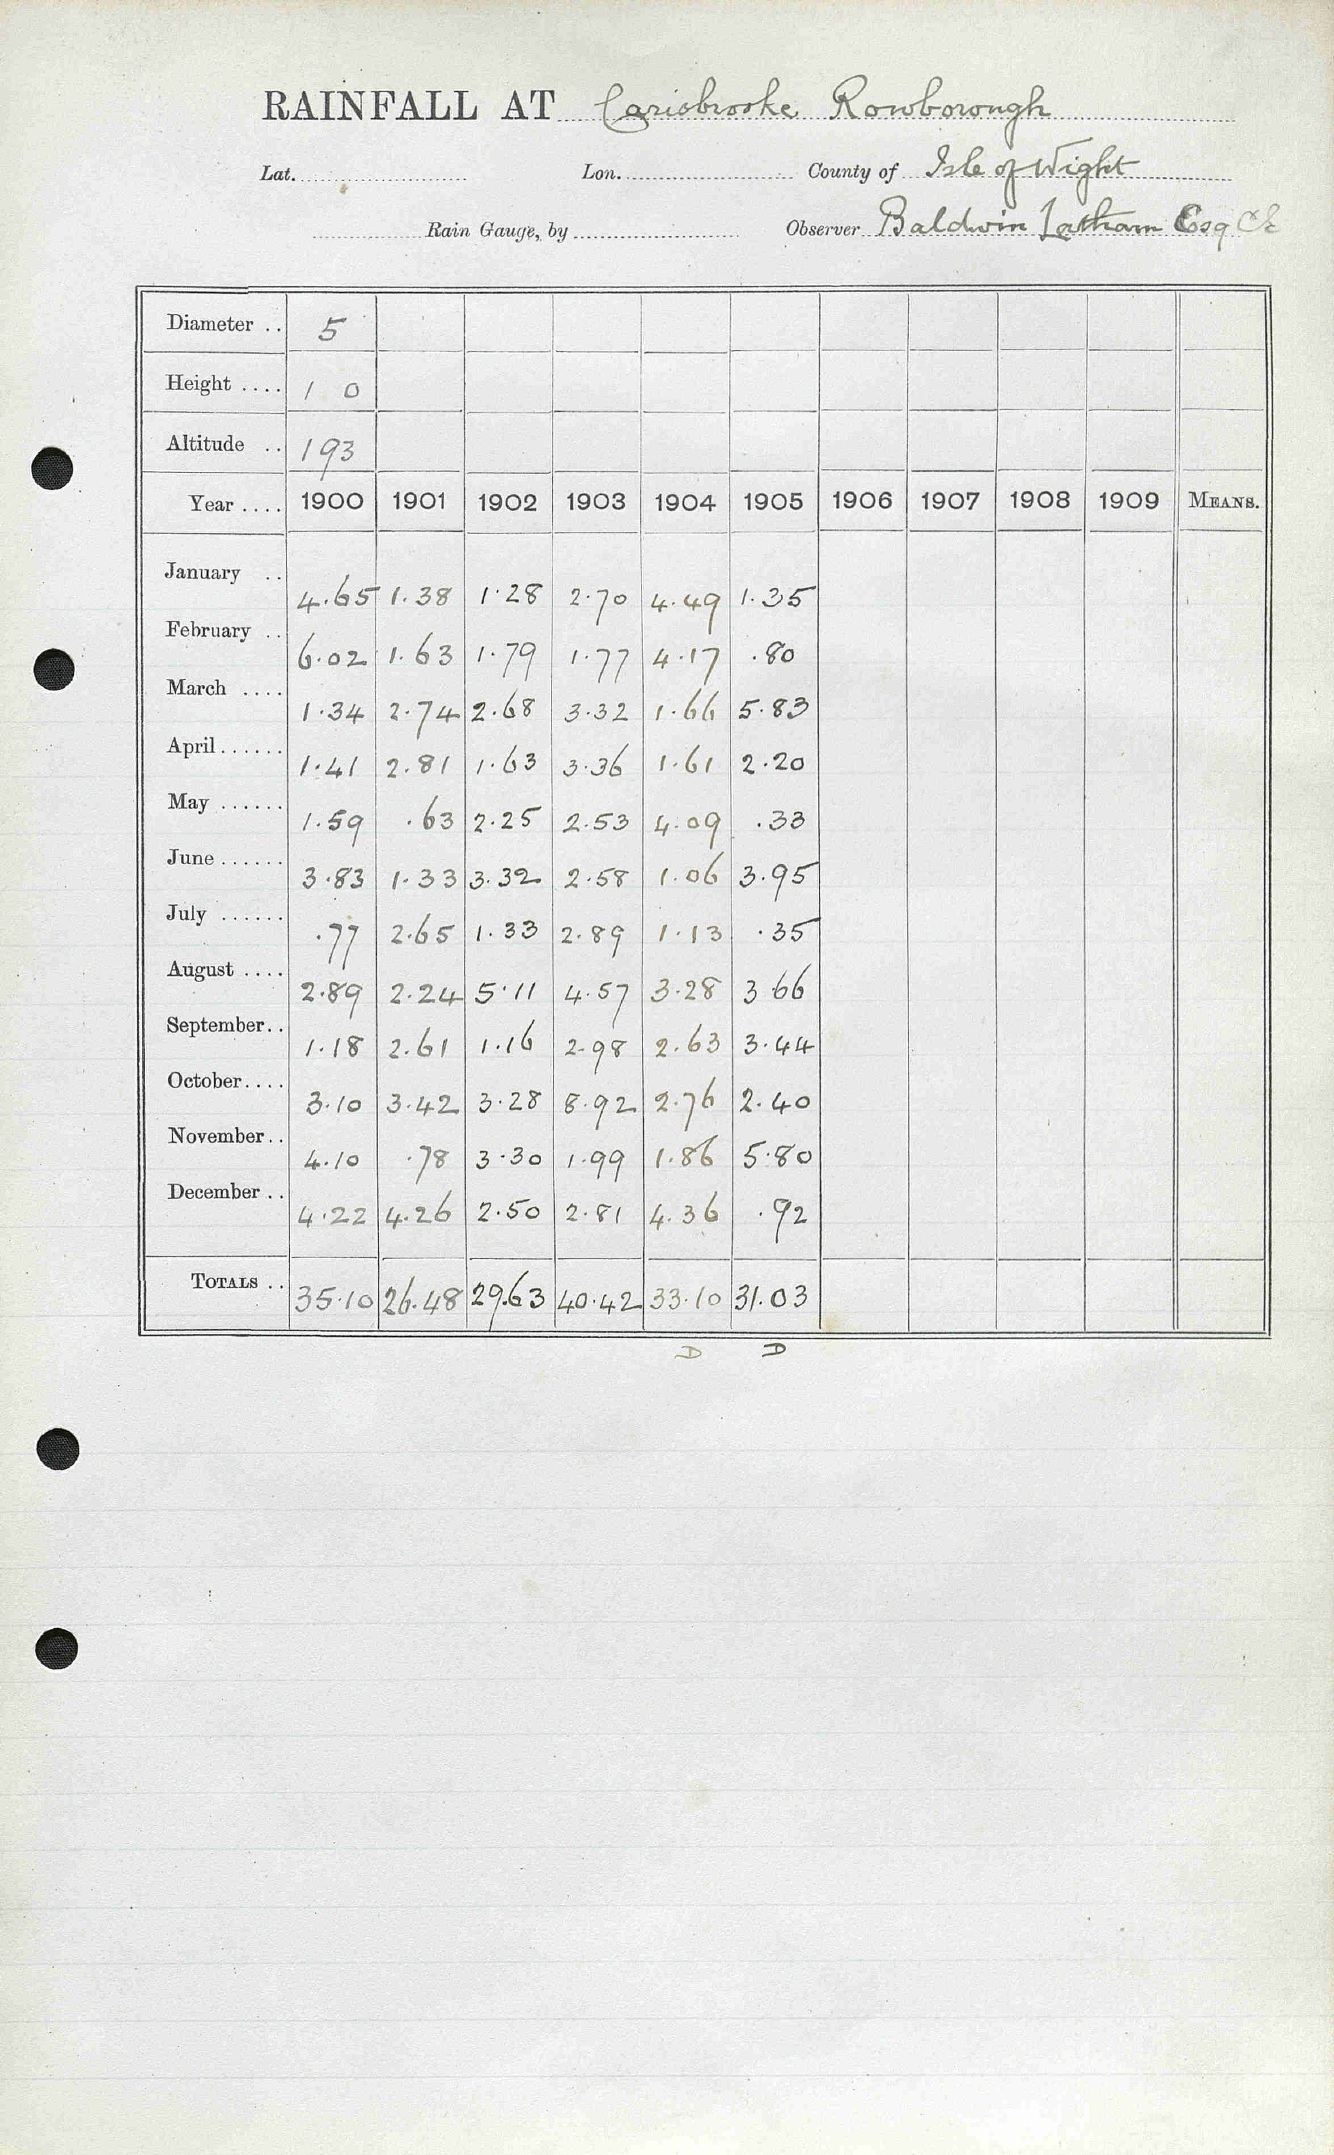 RAINFALL AT Carisbrooke Rowborough
Lat. Lon. County of Isle of Wight
Rain Gauge, by Observer Baldwin Latham Esq CE
Diameter .. 5
Height .... 1 0
Altitude .. 193
Year .... 1900 1901 1902 1903 1904 1905 1906 1907 1908 1909 MEANS.
January .. 4.65 1.38 1.28 2.70 4.49 1.35
February .. 6.02 1.63 1.79 1.77 4.17 .80
March .... 1.34 2.74 2.68 3.32 1.66 5.83
April ...... 1.41 2.81 1.63 3.36 1.61 2.20
May ...... 1.59 .63 2.25 2.53 4.09 .33
June ...... 3.83 1.33 3.32 2.58 1.06 3.95
July ...... .77 2.65 1.33 2.89 1.13 .35
August .... 2.89 2.24 5.11 4.57 3.28 3.66
September.. 1.18 2.61 1.16 2.98 2.63 3.44
October.... 3.10 3.42 3.28 8.92 2.76 2.40
November.. 4.10 .78 3.30 1.99 1.86 5.80
December .. 4.22 4.26 2.50 2.81 4.36 .92
TOTALS .. 35.10 26.48 29.63 40.42 33.10 31.03
D D